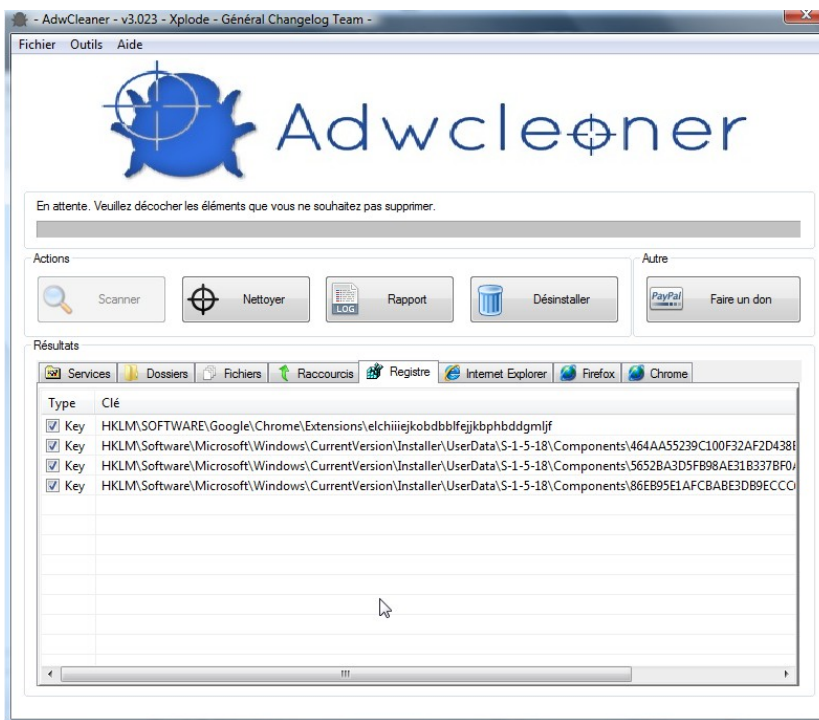 - AdwCleaner - v3.023 - Xplode - Général Changelog Team -
Fichier Outils Aide
Adwcleaner
En attente. Veuillez décocher les éléments que vous ne souhaitez pas supprimer.
Actions
Autre
Scanner Nettoyer LOG Rapport Désinstaller PayPal Faire un don
Résultats
Services Dossiers Fichiers Raccourcis Registre Internet Explorer Firefox Chrome
Type Clé
Key HKLM\SOFTWARE\Google\Chrome\Extensions\elchiiiejkobdbblfejjkbphbddgmljf
Key HKLM\Software\Microsoft\Windows\CurrentVersion\Installer\UserData\S-1-5-18\Components\464AA55239C100F32AF2D438
Key HKLM\Software\Microsoft\Windows\CurrentVersion\Installer\UserData\S-1-5-18\Components\5652BA3D5FB98AE31B337BF0
Key HKLM\Software\Microsoft\Windows\CurrentVersion\Installer\UserData\S-1-5-18\Components\86EB95E1AFCBABE3DB9ECCC